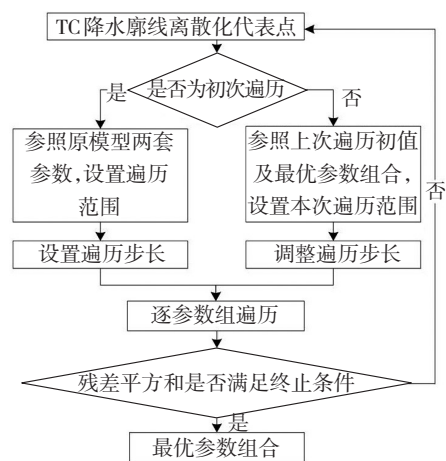 TC降水廓线离散化代表点
是否为初次遍历
是
否
参照原模型两套
参数,设置遍历
范围
参照上次遍历初值
及最优参数组合,
设置本次遍历范围
否
设置遍历步长
调整遍历步长
逐参数组遍历
残差平方和是否满足终止条件
是
最优参数组合